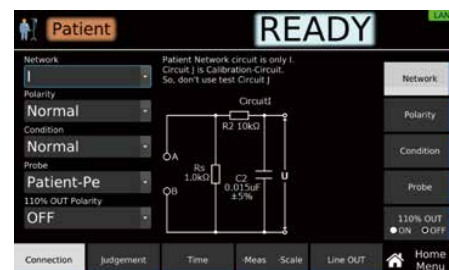 Patient
READY
LAN
Network
I
Polarity
Normal
Condition
Normal
Probe
Patient-Pe
110% OUT Polarity
OFF
Patient Network circuit is only I.
Circuit J is Calibration-Circuit.
So, don't use test Circuit J
CircuitI
R2 10kΩ
A
Rs
1.0kΩ
B
C2
0.015uF
±5%
U
Network
Polarity
Condition
Probe
110% OUT
ON OFF
Connection
Judgement
Time
-Meas -Scale
Line OUT
Home
Menu